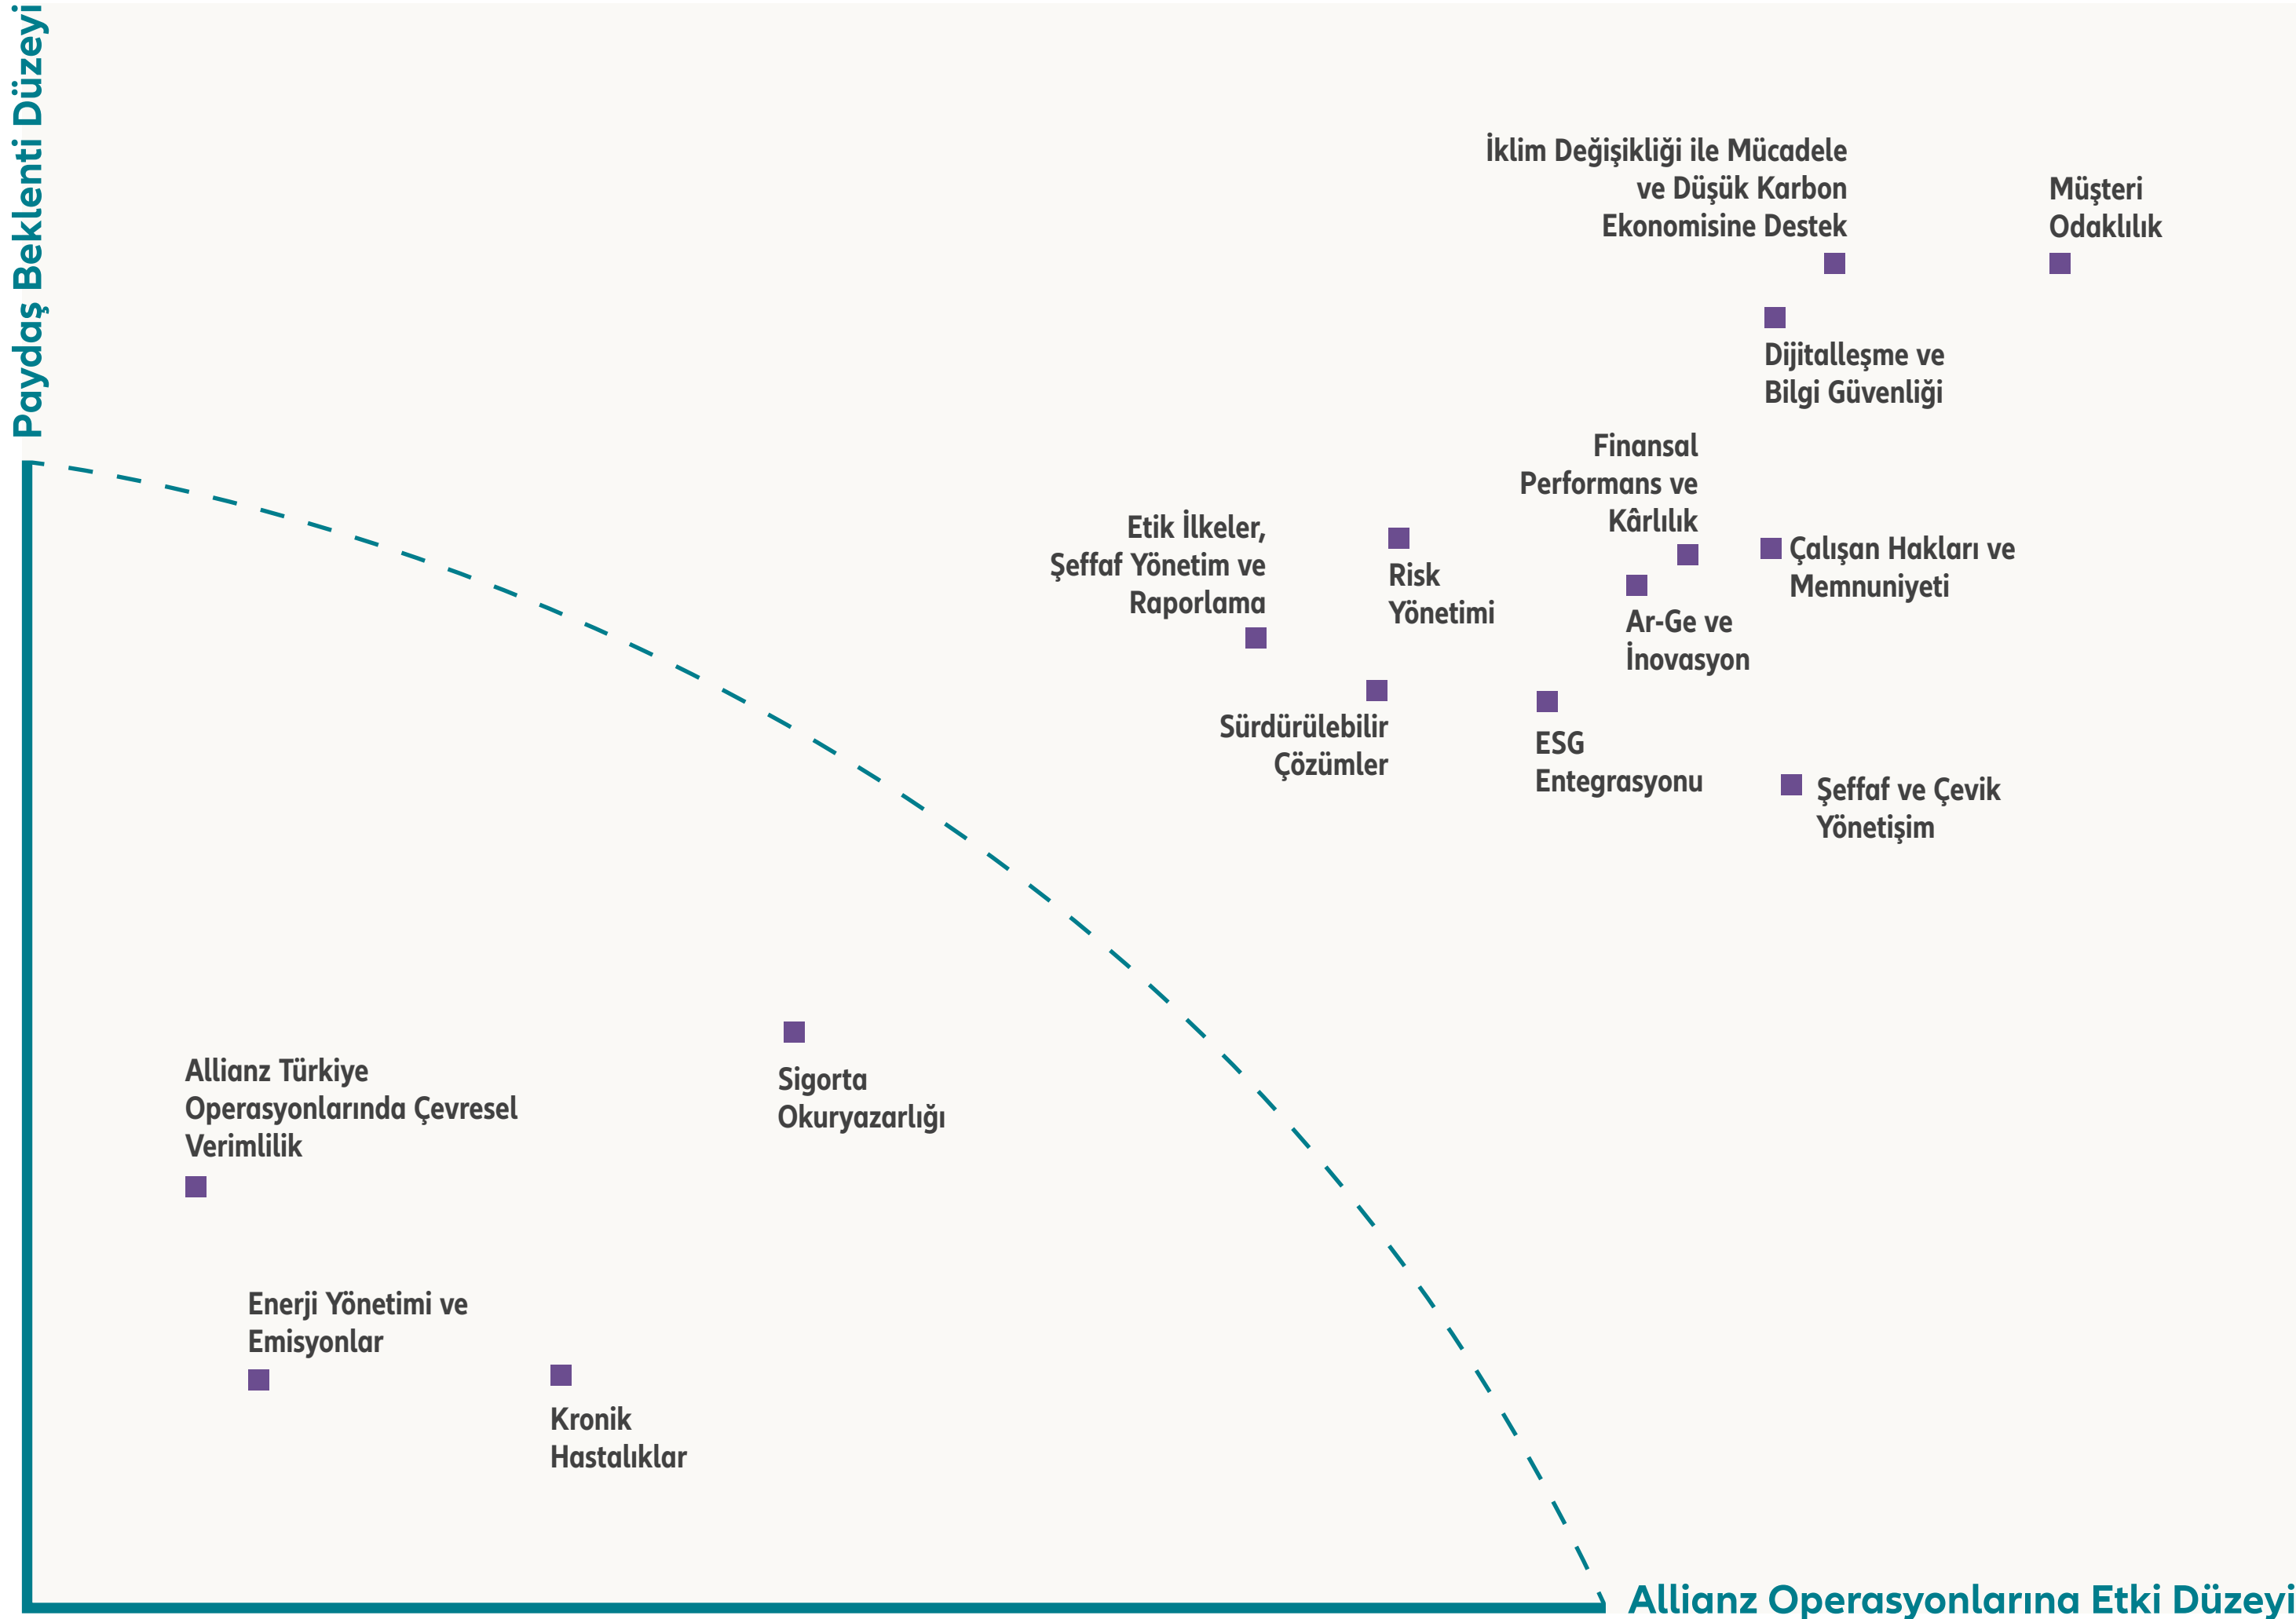 Paydaş Beklenti Düzeyi
İklim Değişikliği ile Mücadele
ve Düşük Karbon
Ekonomisine Destek
Müşteri
Odaklılık
Dijitalleşme ve
Bilgi Güvenliği
Finansal
Performans ve
Kârlılık
Etik İlkeler,
Şeffaf Yönetim ve
Raporlama
Risk
Yönetimi
Çalışan Hakları ve
Memnuniyeti
Ar-Ge ve
İnovasyon
Sürdürülebilir
Çözümler
ESG
Entegrasyonu
Şeffaf ve Çevik
Yönetişim
Allianz Türkiye
Operasyonlarında Çevresel
Verimlilik
Sigorta
Okuryazarlığı
Enerji Yönetimi ve
Emisyonlar
Kronik
Hastalıklar
Allianz Operasyonlarına Etki Düzeyi